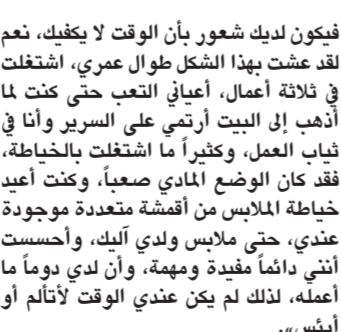 فيكون لديك شعور بأن الوقت لا يكفيك، نعم
لقد عشت بهذا الشكل طوال عمري، اشتغلت
في ثلاثة أعمال، أعياني التعب حتى كنت لما
أذهب إلى البيت أرتمي على السرير وأنا في
ثياب العمل، وكثيراً ما اشتغلت بالخياطة،
فقد كان الوضع المادي صعباً، وكنت أعيد
خياطة الملابس من أقمشة متعددة موجودة
عندي، حتى ملابس ولدي آليك، وأحسست
أنني دائماً مفيدة ومهمة، وأن لدي دوماً ما
أعمله، لذلك لم يكن عندي الوقت لأتألم أو
أيئس».